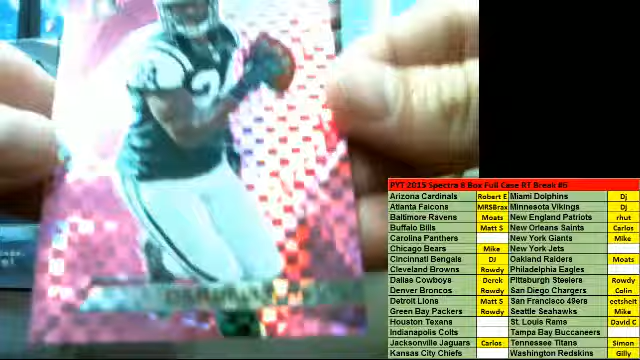 PYT 2015 Spectra 8 Box Full Case RT Break #6
Arizona Cardinals Robert E Miami Dolphins Dj
Atlanta Falcons MRSBrax Minnesota Vikings Dj
Baltimore Ravens Moats New England Patriots rhut
Buffalo Bills Matt S New Orleans Saints Carlos
Carolina Panthers New York Giants Mike
Chicago Bears Mike New York Jets
Cincinnati Bengals DJ Oakland Raiders Moats
Cleveland Browns Rowdy Philadelphia Eagles
Dallas Cowboys Derek Pittsburgh Steelers Rowdy
Denver Broncos Rowdy San Diego Chargers Colin
Detroit Lions Matt S San Francisco 49ers eetsheit
Green Bay Packers Rowdy Seattle Seahawks Mike
Houston Texans St. Louis Rams David C
Indianapolis Colts Tampa Bay Buccaneers
Jacksonville Jaguars Carlos Tennessee Titans Simon
Kansas City Chiefs Washington Redskins Gilly